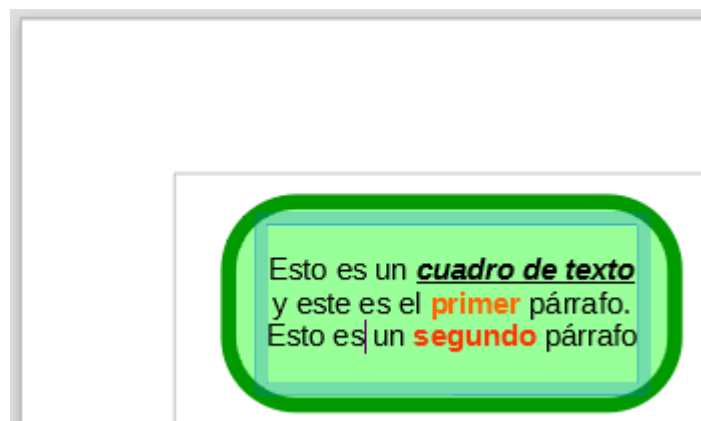 Esto es un cuadro de texto
y este es el primer párrafo.
Esto es un segundo párrafo